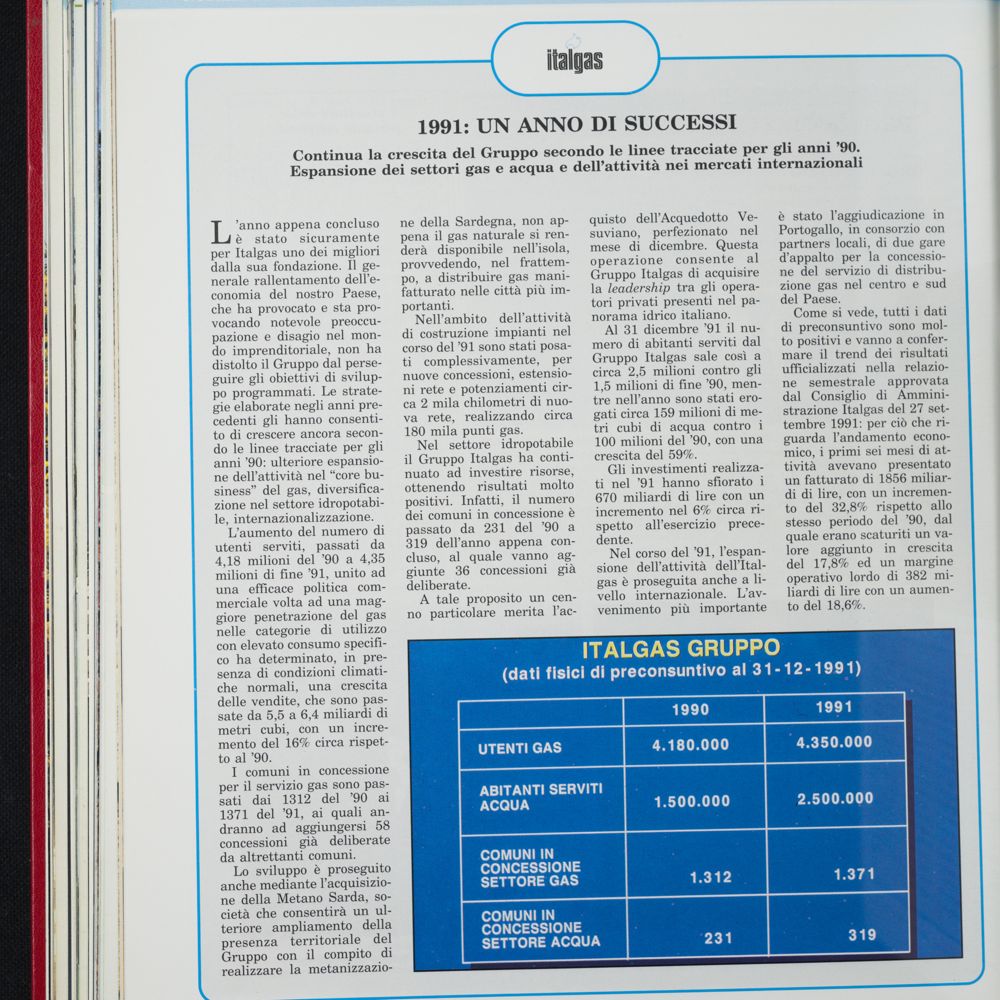 italgas
1991: UN ANNO DI SUCCESSI
Continua la crescita del Gruppo secondo le linee tracciate per gli anni '90.
Espansione dei settori gas e acqua e dell'attività nei mercati internazionali
L'anno appena concluso
è stato sicuramente
per Italgas uno dei migliori
dalla sua fondazione. Il ge-
nerale rallentamento dell'e-
conomia del nostro Paese,
che ha provocato e sta pro-
vocando notevole preoccu-
pazione e disagio nel mon-
do imprenditoriale, non ha
distolto il Gruppo dal perse-
guire gli obiettivi di svilup-
po programmati. Le strate-
gie elaborate negli anni pre-
cedenti gli hanno consenti-
to di crescere ancora secon-
do le linee tracciate per gli
anni '90: ulteriore espansio-
ne dell'attività nel "core bu-
siness" del gas, diversifica-
zione nel settore idropotabi-
le, internazionalizzazione.
L'aumento del numero di
utenti serviti, passati da
4,18 milioni del '90 a 4,35
milioni di fine '91, unito ad
una efficace politica com-
merciale volta ad una mag-
giore penetrazione del gas
nelle categorie di utilizzo
con elevato consumo specifi-
co ha determinato, in pre-
senza di condizioni climati-
che normali, una crescita
delle vendite, che sono pas-
sate da 5,5 a 6,4 miliardi di
metri cubi, con un incre-
mento del 16% circa rispet-
to al '90.
I comuni in concessione
per il servizio gas sono pas-
sati dai 1312 del '90 ai
1371 del '91, ai quali an-
dranno ad aggiungersi 58
concessioni già deliberate
da altrettanti comuni.
Lo sviluppo è proseguito
anche mediante l'acquisizio-
ne della Metano Sarda, so-
cietà che consentirà un ul-
teriore ampliamento della
presenza territoriale del
Gruppo con il compito di
realizzare la metanizzazio-
ne della Sardegna, non ap-
pena il gas naturale si ren-
derà disponibile nell'isola,
provvedendo, nel frattem-
po, a distribuire gas mani-
fatturato nelle città più im-
portanti.
Nell'ambito dell'attività
di costruzione impianti nel
corso del '91 sono stati posa-
ti complessivamente, per
nuove concessioni, estensio-
ni rete e potenziamenti cir-
ca 2 mila chilometri di nuo-
va rete, realizzando circa
180 mila punti gas.
Nel settore idropotabile
il Gruppo Italgas ha conti-
nuato ad investire risorse,
ottenendo risultati molto
positivi. Infatti, il numero
dei comuni in concessione è
passato da 231 del '90 a
319 dell'anno appena con-
cluso, al quale vanno ag-
giunte 36 concessioni già
deliberate.
A tale proposito un cen-
no particolare merita l'ac-
quisto dell'Acquedotto Ve-
suviano, perfezionato nel
mese di dicembre. Questa
operazione consente al
Gruppo Italgas di acquisire
la leadership tra gli opera-
tori privati presenti nel pa-
norama idrico italiano.
Al 31 dicembre '91 il nu-
mero di abitanti serviti dal
Gruppo Italgas sale così a
circa 2,5 milioni contro gli
1,5 milioni di fine '90, men-
tre nell'anno sono stati ero-
gati circa 159 milioni di me-
tri cubi di acqua contro i
100 milioni del '90, con una
crescita del 59%.
Gli investimenti realizza-
ti nel '91 hanno sfiorato i
670 miliardi di lire con un
incremento nel 6% circa ri-
spetto all'esercizio prece-
dente.
Nel corso del '91, l'espan-
sione dell'attività dell'Ital-
gas è proseguita anche a li-
vello internazionale. L'av-
venimento più importante
è stato l'aggiudicazione in
Portogallo, in consorzio con
partners locali, di due gare
d'appalto per la concessio-
ne del servizio di distribu-
zione gas nel centro e sud
del Paese.
Come si vede, tutti i dati
di preconsuntivo sono mol-
to positivi e vanno a confer-
mare il trend dei risultati
ufficializzati nella relazio-
ne semestrale approvata
dal Consiglio di Ammini-
strazione Italgas del 27 set-
tembre 1991: per ciò che ri-
guarda l'andamento econo-
mico, i primi sei mesi di at-
tività avevano presentato
un fatturato di 1856 miliar-
di di lire, con un incremen-
to del 32,8% rispetto allo
stesso periodo del '90, dal
quale erano scaturiti un va-
lore aggiunto in crescita
del 17,8% ed un margine
operativo lordo di 382 mi-
liardi di lire con un aumen-
to del 18,6%.
ITALGAS GRUPPO
(dati fisici di preconsuntivo al 31-12-1991)
1990 1991
UTENTI GAS 4.180.000 4.350.000
ABITANTI SERVITI
ACQUA 1.500.000 2.500.000
COMUNI IN
CONCESSIONE
SETTORE GAS 1.312 1.371
COMUNI IN
CONCESSIONE
SETTORE ACQUA 231 319